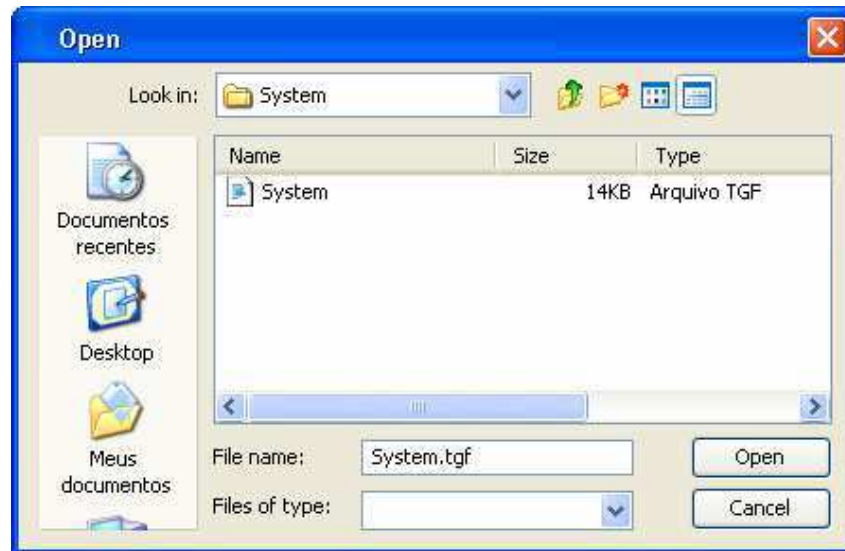 Open
Look in: System
Name Size Type
System 14KB Arquivo TGF
Documentos
recentes
Desktop
Meus
documentos
File name: System.tgf Open
Files of type: Cancel